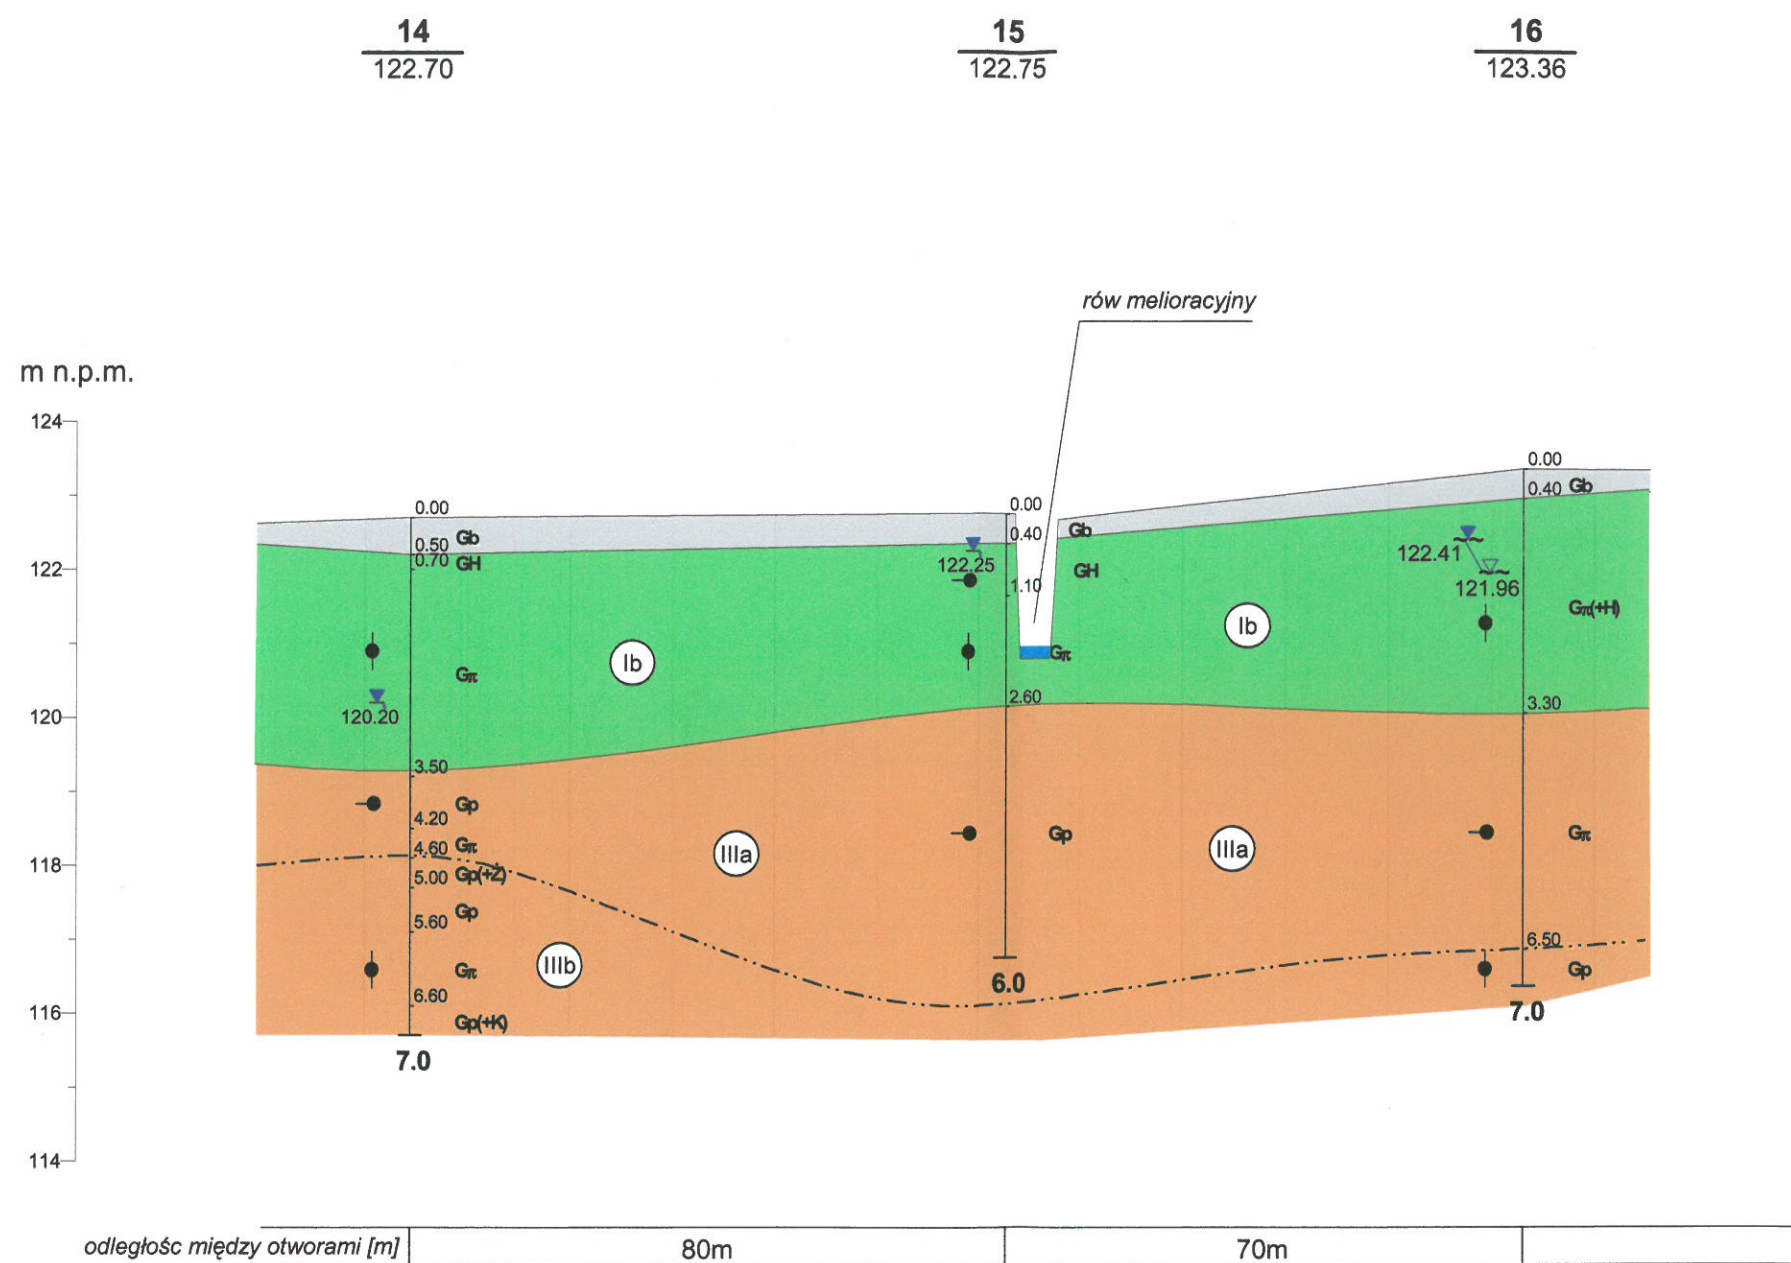 14 15 16
122.70 122.75 123.36
rów melioracyjny
m n.p.m.
124
122
120
118
116
114
0.00
0.50 Gb
0.70 GH
Gπ
120.20
3.50
Gp
4.20
4.60 Gπ
5.00 Gp(+Ż)
Gp
5.60
Gπ
6.60
Gp(+K)
7.0
Ib
IIIa
IIIb
0.00
0.40 Gb
122.25
1.10 GH
Gπ
2.60
Gp
6.0
Ib
IIIa
0.00
0.40 Gb
122.41
121.96
Gπ(+H)
3.30
Gπ
6.50
Gp
7.0
odległośc między otworami [m] 80m 70m